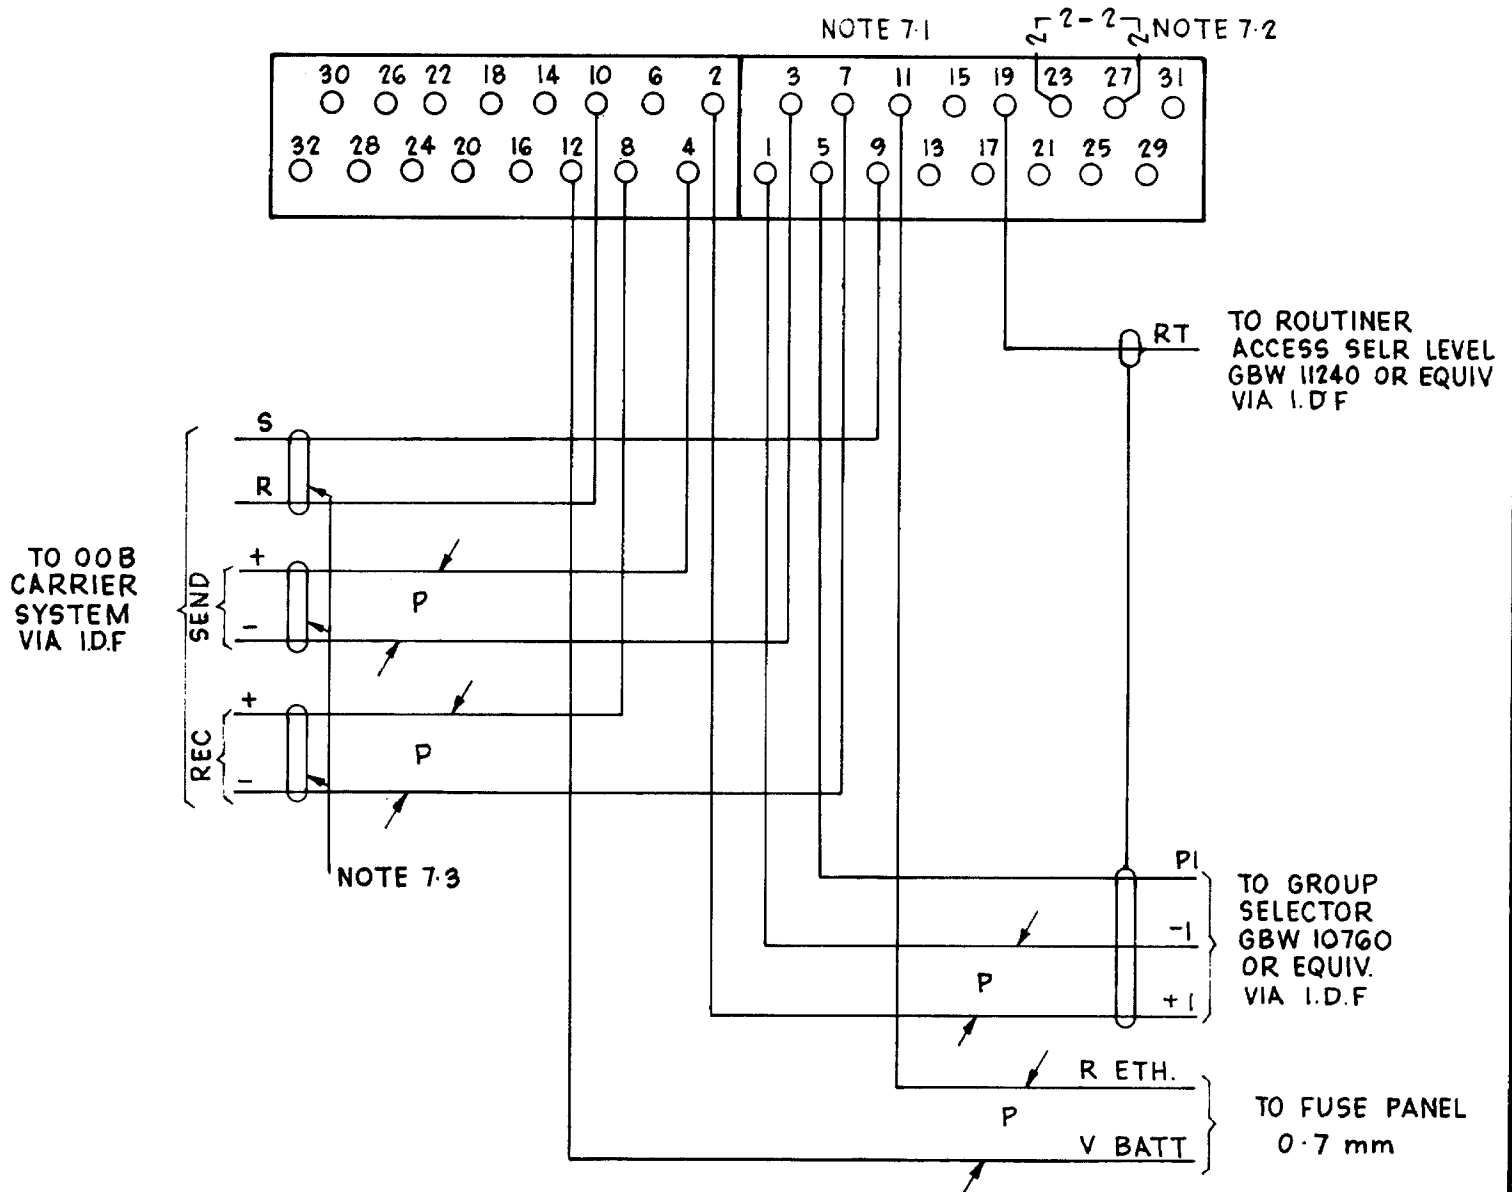 NOTE 7.1
2 2-2 2
NOTE 7.2
30 26 22 18 14 10 6 2 3 7 11 15 19 23 27 31
32 28 24 20 16 12 8 4 1 5 9 13 17 21 25 29
RT
TO ROUTINER
ACCESS SELR LEVEL
GBW 11240 OR EQUIV
VIA I.D F
S
R
TO OOB
CARRIER
SYSTEM
VIA I.D.F
SEND
+
P
-
REC
+
P
-
NOTE 7.3
P1
-1
P
+1
TO GROUP
SELECTOR
GBW 10760
OR EQUIV.
VIA I.D.F
R ETH.
P
V BATT
TO FUSE PANEL
0.7 mm